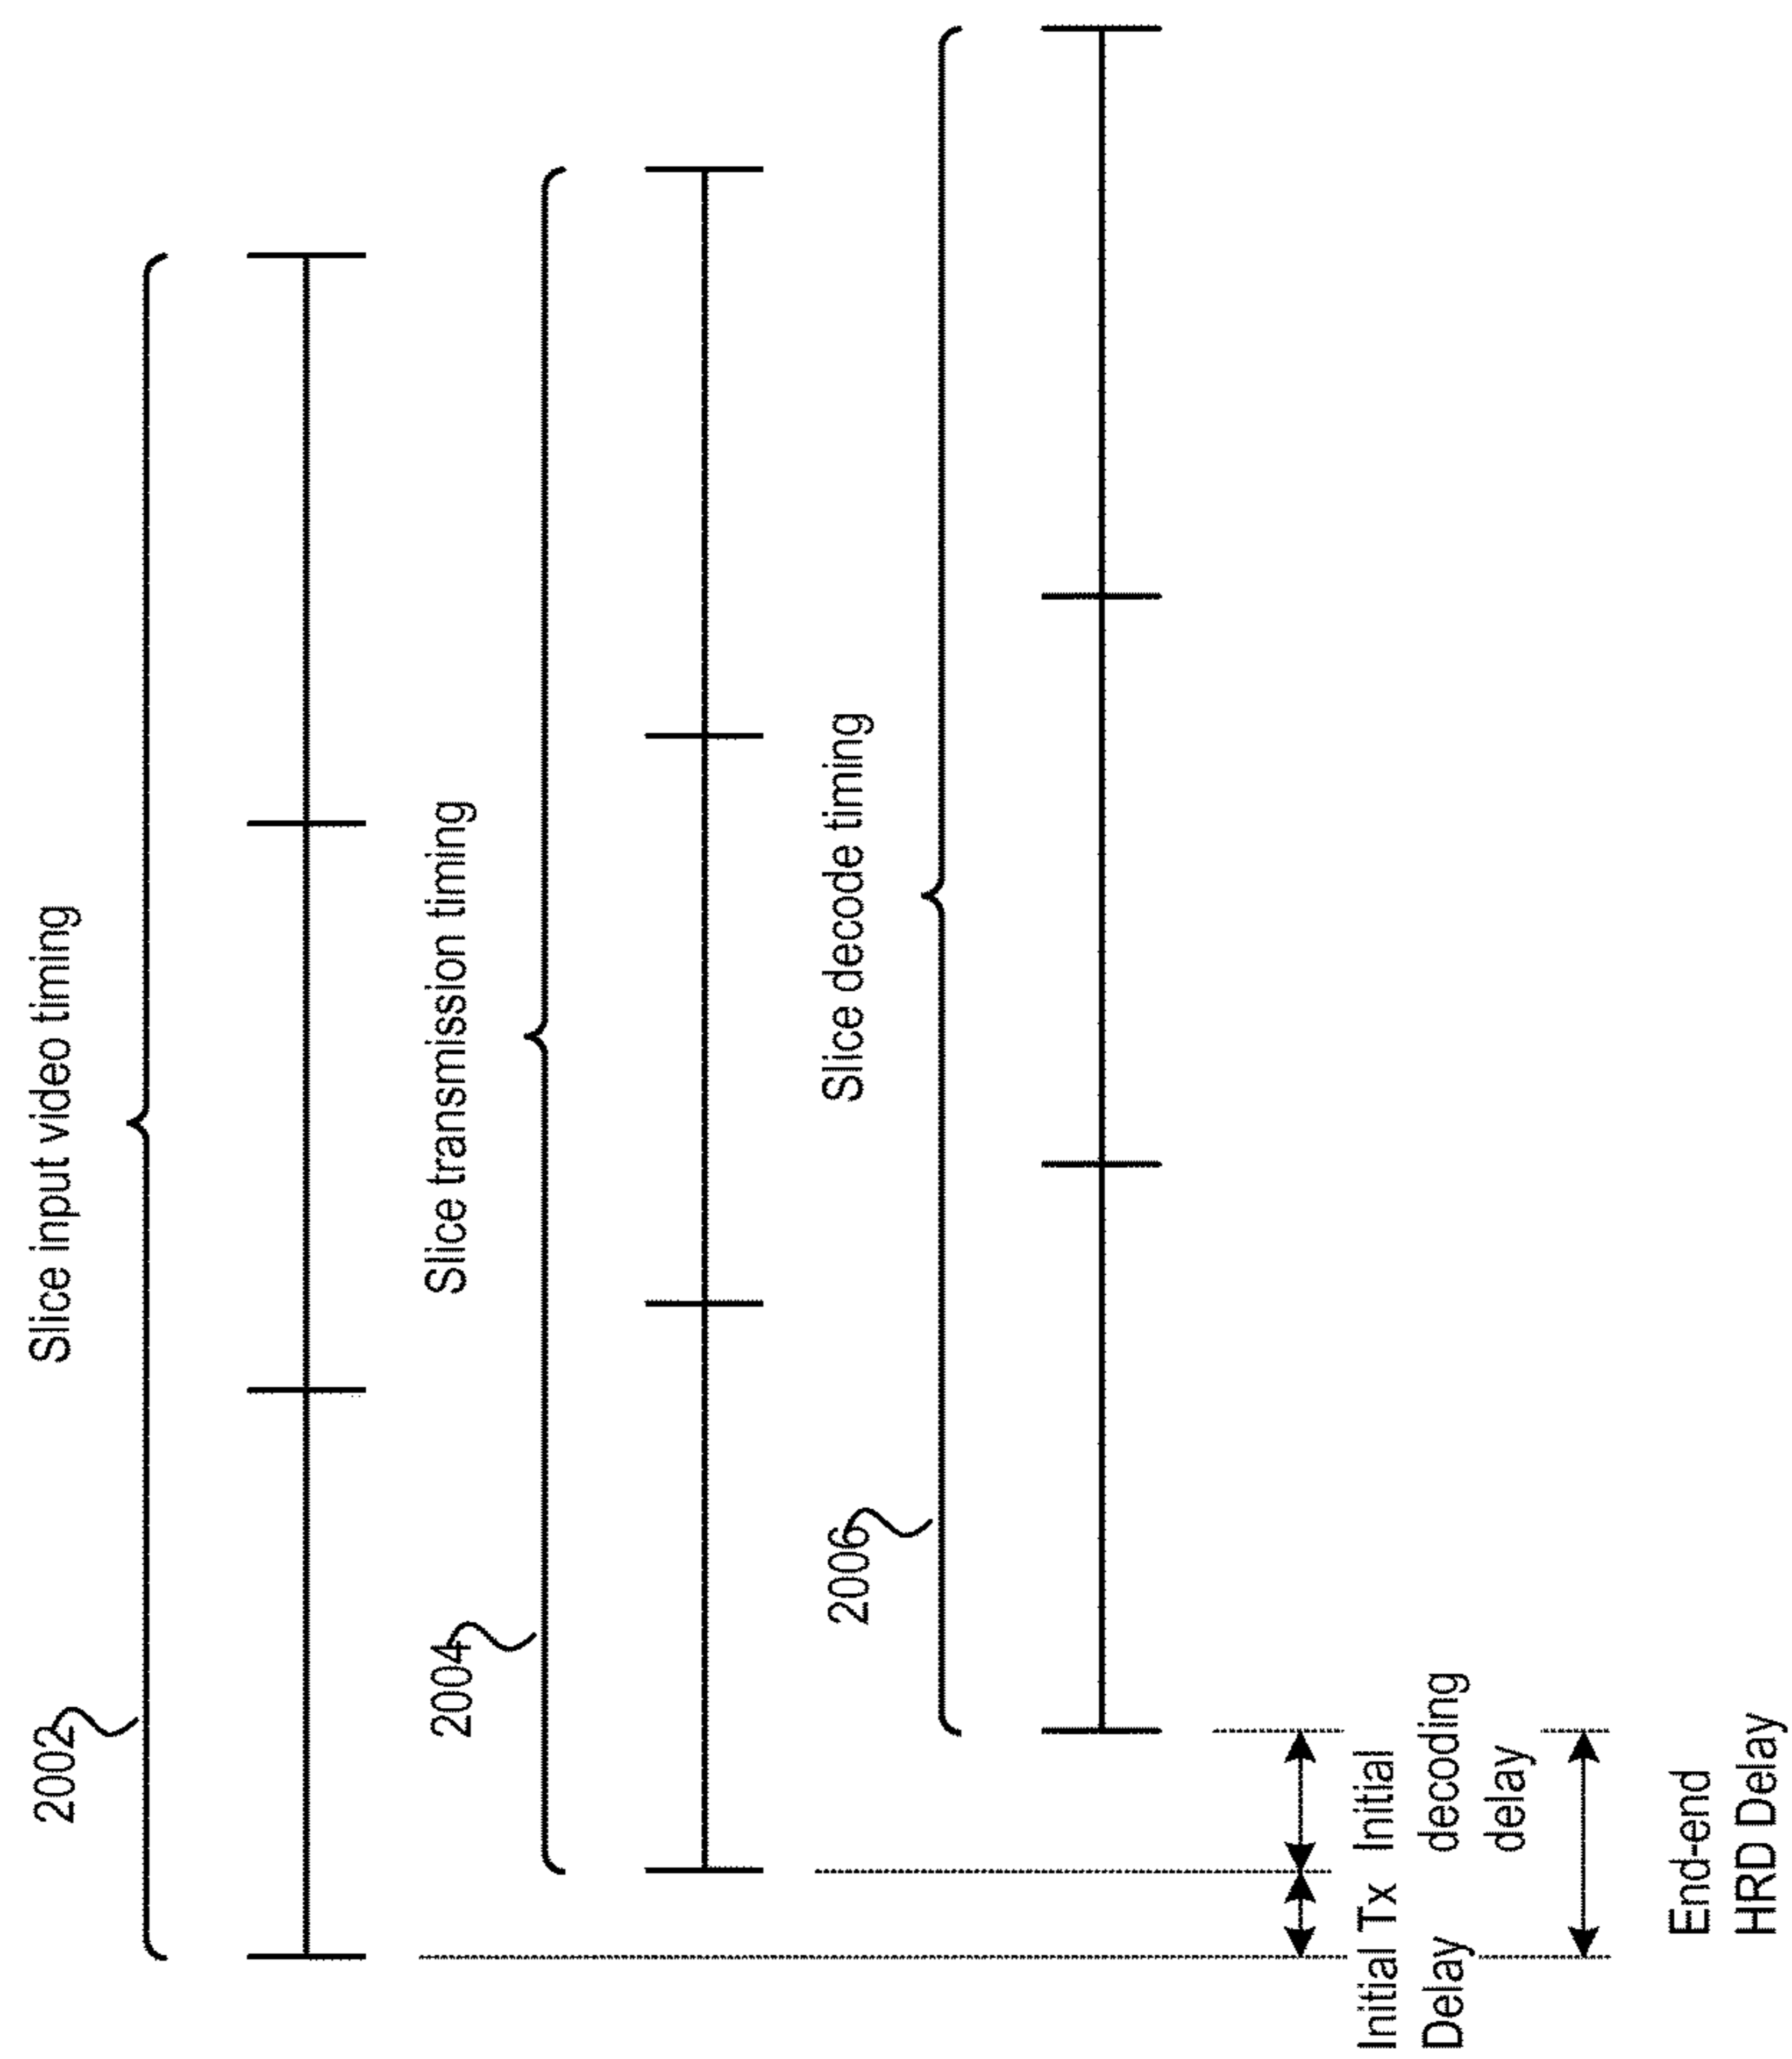 2002
Slice input video timing
2004
Slice transmission timing
2006
Slice decode timing
Initial Tx
Delay
Initial
decoding
delay
End-end
HRD Delay